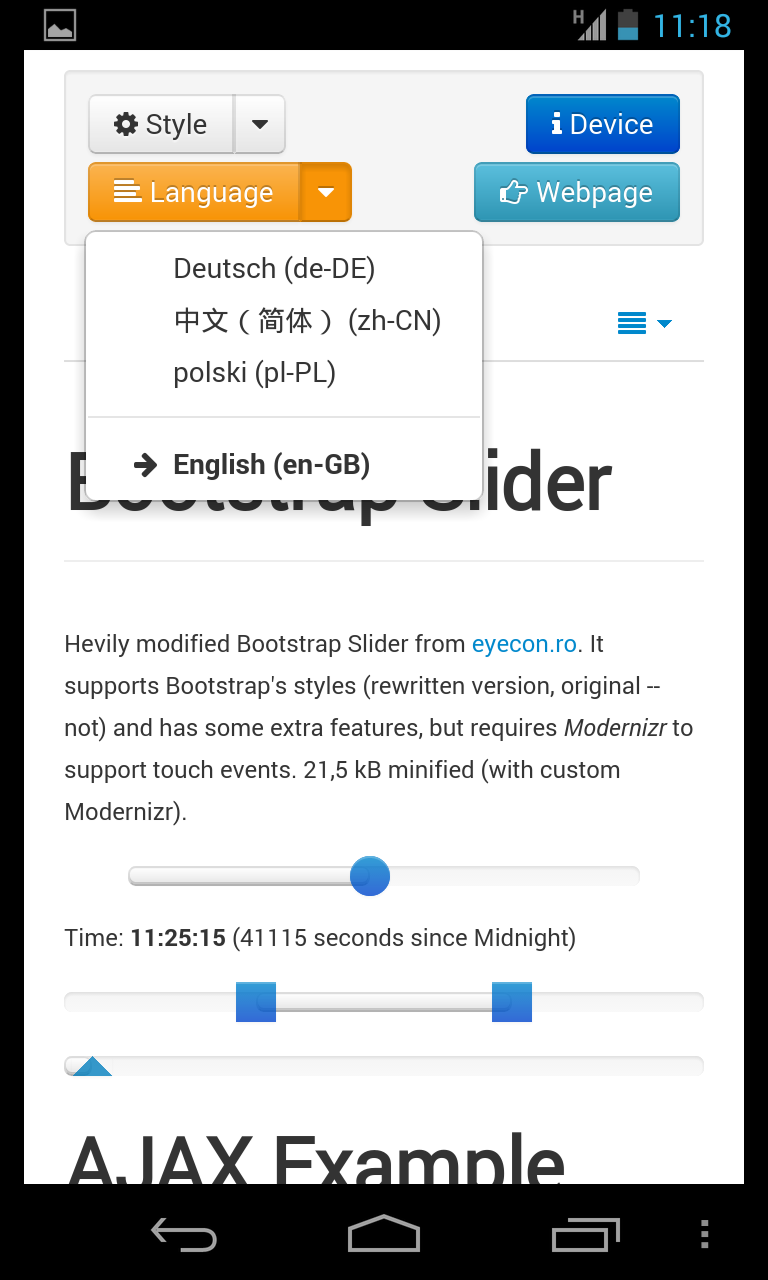 11:18
Style
Device
Language
Webpage
Deutsch (de-DE)
中文（简体） (zh-CN)
polski (pl-PL)
English (en-GB)
Bootstrap Slider
Hevily modified Bootstrap Slider from eyecon.ro. It
supports Bootstrap's styles (rewritten version, original --
not) and has some extra features, but requires Modernizr to
support touch events. 21,5 kB minified (with custom
Modernizr).
Time: 11:25:15 (41115 seconds since Midnight)
AJAX Example